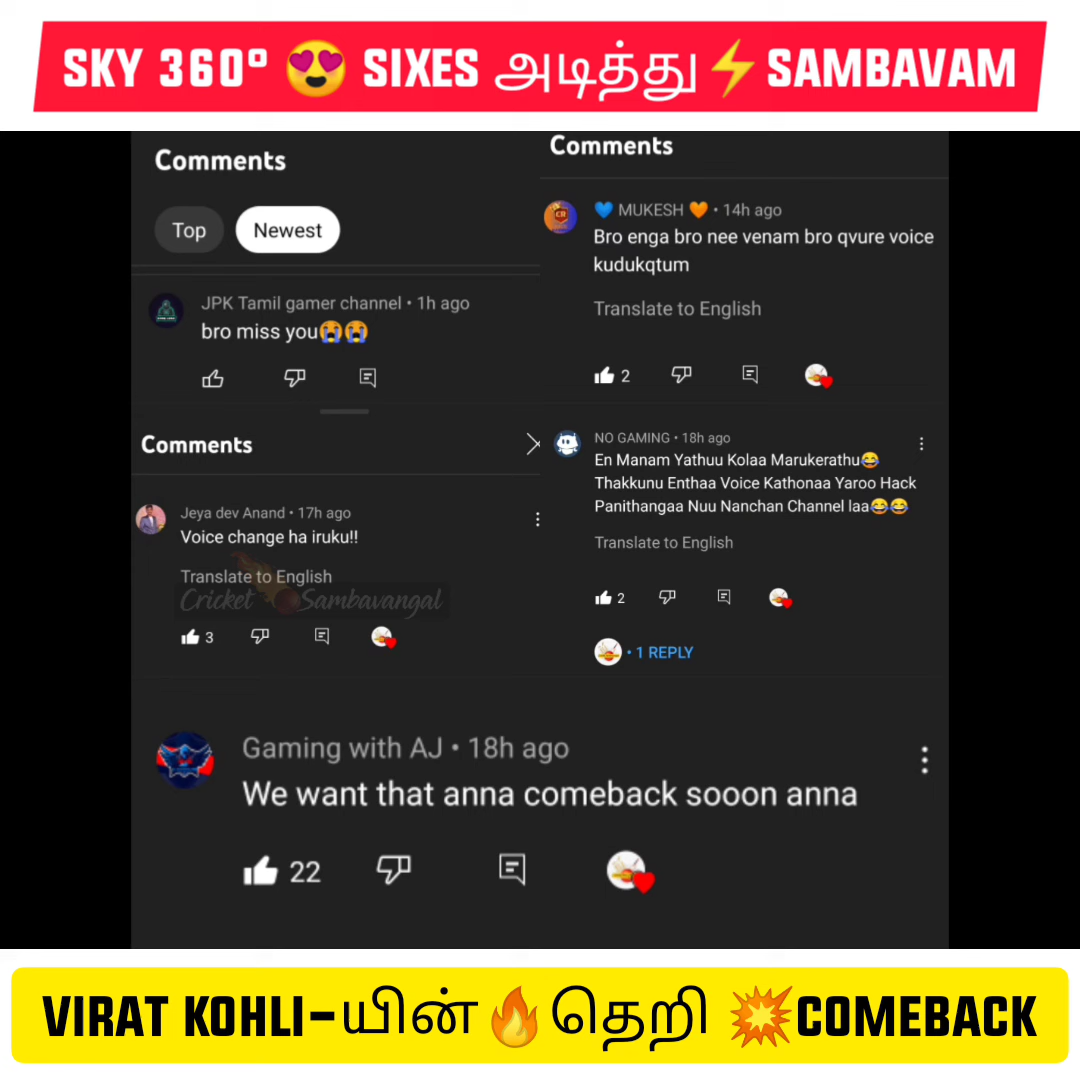 SKY 360° 😍 SIXES அடித்து⚡SAMBAVAM
Comments
Top
Newest
JPK Tamil gamer channel • 1h ago
bro miss you😭😭
Comments
Jeya dev Anand • 17h ago
Voice change ha iruku!!
Translate to English
Cricket Sambavangal
3
Comments
💙 MUKESH 🧡 • 14h ago
Bro enga bro nee venam bro qvure voice
kudukqtum
Translate to English
2
NO GAMING • 18h ago
En Manam Yathuu Kolaa Marukerathu😂
Thakkunu Enthaa Voice Kathonaa Yaroo Hack
Panithangaa Nuu Nanchan Channel laa😂😂
Translate to English
2
• 1 REPLY
Gaming with AJ • 18h ago
We want that anna comeback sooon anna
22
VIRAT KOHLI-யின்🔥தெறி 💥COMEBACK